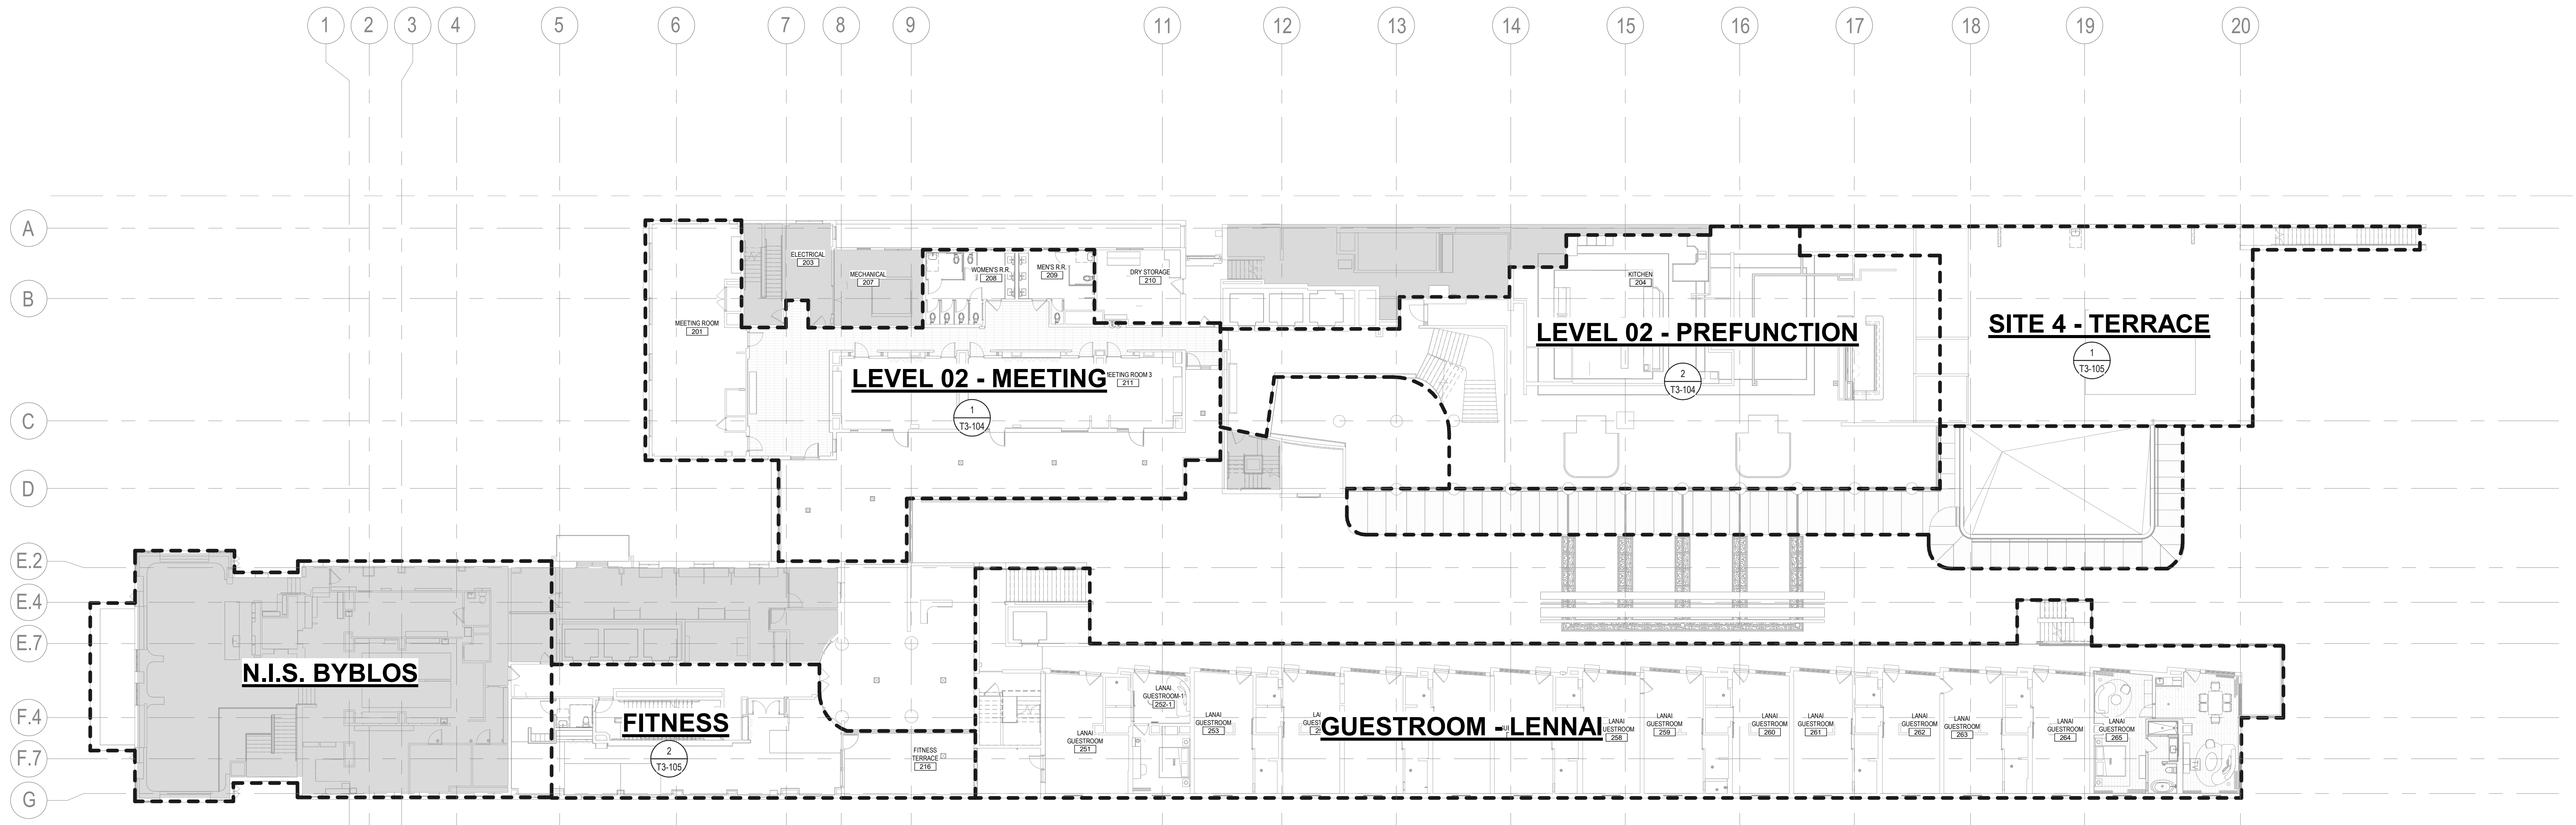 1
2
3
4
5
6
7
8
9
11
12
13
14
15
16
17
18
19
20
A
B
C
D
E.2
E.4
E.7
F.4
F.7
G
ELECTRICAL
203
MECHANICAL
207
WOMEN'S R.R.
208
MEN'S R.R.
209
DRY STORAGE
210
KITCHEN
204
MEETING ROOM
201
LEVEL 02 - MEETING
MEETING ROOM 3
211
1
T3-104
LEVEL 02 - PREFUNCTION
2
T3-104
SITE 4 - TERRACE
1
T3-105
N.I.S. BYBLOS
FITNESS
2
T3-105
FITNESS
TERRACE
216
LANAI
GUESTROOM
251
LANAI
GUESTROOM-1
252-1
LANAI
GUESTROOM
253
GUESTROOM - LENNAI
LANAI
GUESTROOM
258
LANAI
GUESTROOM
259
LANAI
GUESTROOM
260
LANAI
GUESTROOM
261
LANAI
GUESTROOM
262
LANAI
GUESTROOM
263
LANAI
GUESTROOM
264
LANAI
GUESTROOM
265